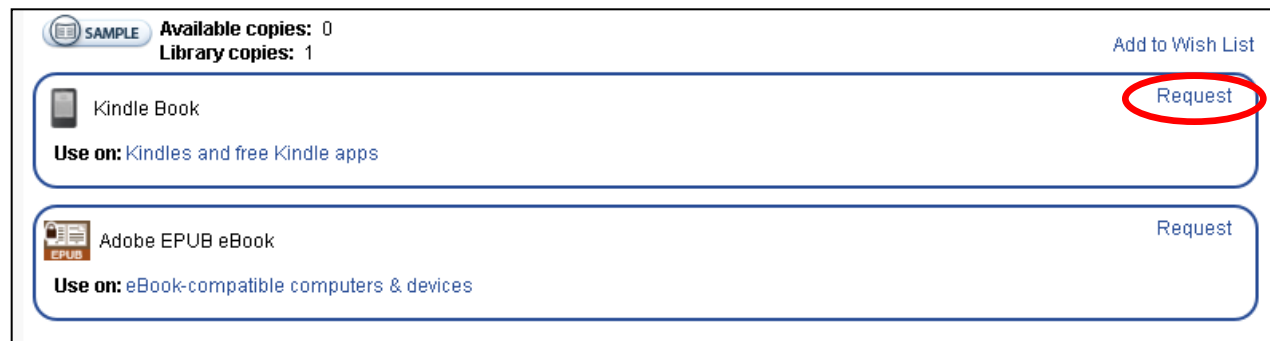 SAMPLE Available copies: 0
Library copies: 1
Add to Wish List
Kindle Book
Request
Use on: Kindles and free Kindle apps
EPUB Adobe EPUB eBook
Request
Use on: eBook-compatible computers & devices